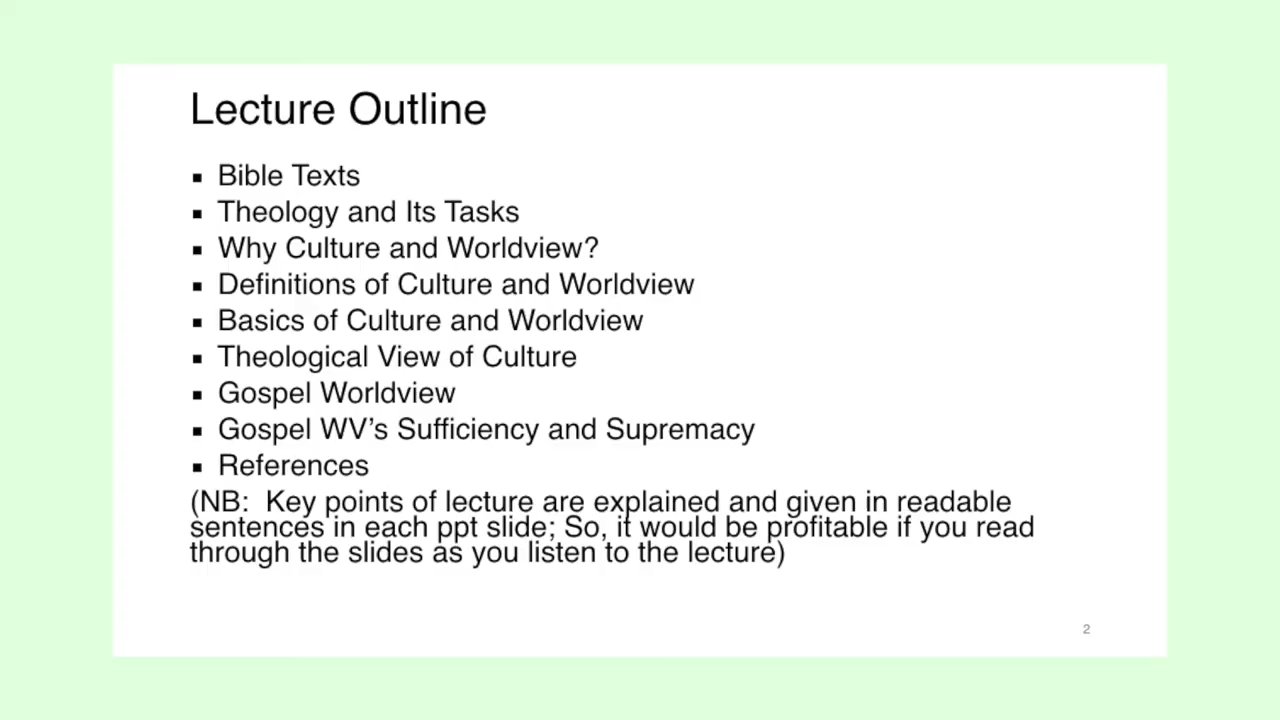 Lecture Outline
▪ Bible Texts
▪ Theology and Its Tasks
▪ Why Culture and Worldview?
▪ Definitions of Culture and Worldview
▪ Basics of Culture and Worldview
▪ Theological View of Culture
▪ Gospel Worldview
▪ Gospel WV’s Sufficiency and Supremacy
▪ References
(NB:  Key points of lecture are explained and given in readable
sentences in each ppt slide; So, it would be profitable if you read
through the slides as you listen to the lecture)
2